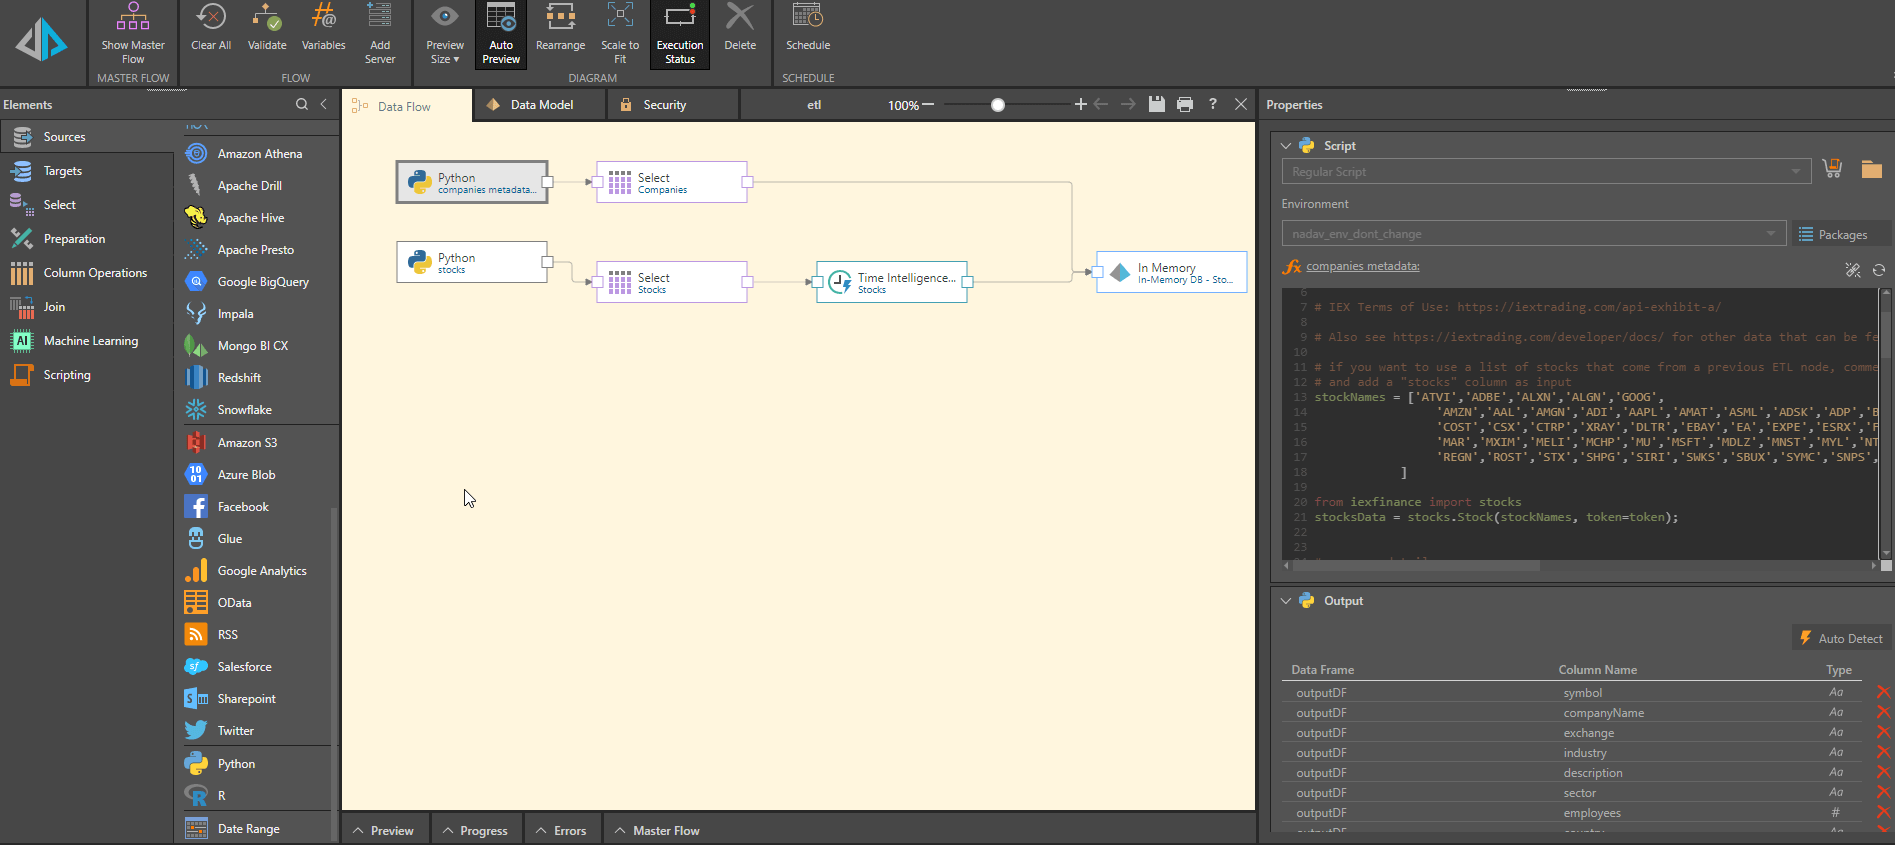 Show Master Flow
MASTER FLOW
Clear All
Validate
Variables
Add Server
FLOW
Preview Size
Auto Preview
Rearrange
Scale to Fit
Execution Status
Delete
DIAGRAM
Schedule
SCHEDULE
Elements
Sources
Targets
Select
Preparation
Column Operations
Join
AI
Machine Learning
Scripting
Amazon Athena
Apache Drill
Apache Hive
Apache Presto
Google BigQuery
Impala
Mongo BI CX
Redshift
Snowflake
Amazon S3
10
01
Azure Blob
Facebook
Glue
Google Analytics
OData
RSS
sf
Salesforce
S
Sharepoint
Twitter
Python
R
Date Range
Data Flow
Data Model
Security
etl
100%
?
Python
companies metadata...
Select
Companies
Python
stocks
Select
Stocks
Time Intelligence...
Stocks
In Memory
In-Memory DB - Sto...
Preview
Progress
Errors
Master Flow
Properties
Script
Regular Script
Environment
nadav_env_dont_change
Packages
fx companies metadata:
6
7 # IEX Terms of Use: https://iextrading.com/api-exhibit-a/
8
9 # Also see https://iextrading.com/developer/docs/ for other data that can be fe
10
11 # if you want to use a list of stocks that come from a previous ETL node, comme
12 # and add a "stocks" column as input
13 stockNames = ['ATVI','ADBE','ALXN','ALGN','GOOG',
14 'AMZN','AAL','AMGN','ADI','AAPL','AMAT','ASML','ADSK','ADP','B
15 'COST','CSX','CTRP','XRAY','DLTR','EBAY','EA','EXPE','ESRX','F
16 'MAR','MXIM','MELI','MCHP','MU','MSFT','MDLZ','MNST','MYL','NT
17 'REGN','ROST','STX','SHPG','SIRI','SWKS','SBUX','SYMC','SNPS',
18 ]
19
20 from iexfinance import stocks
21 stocksData = stocks.Stock(stockNames, token=token);
22
23
Output
Auto Detect
Data Frame Column Name Type
outputDF symbol Aa
outputDF companyName Aa
outputDF exchange Aa
outputDF industry Aa
outputDF description Aa
outputDF sector Aa
outputDF employees #